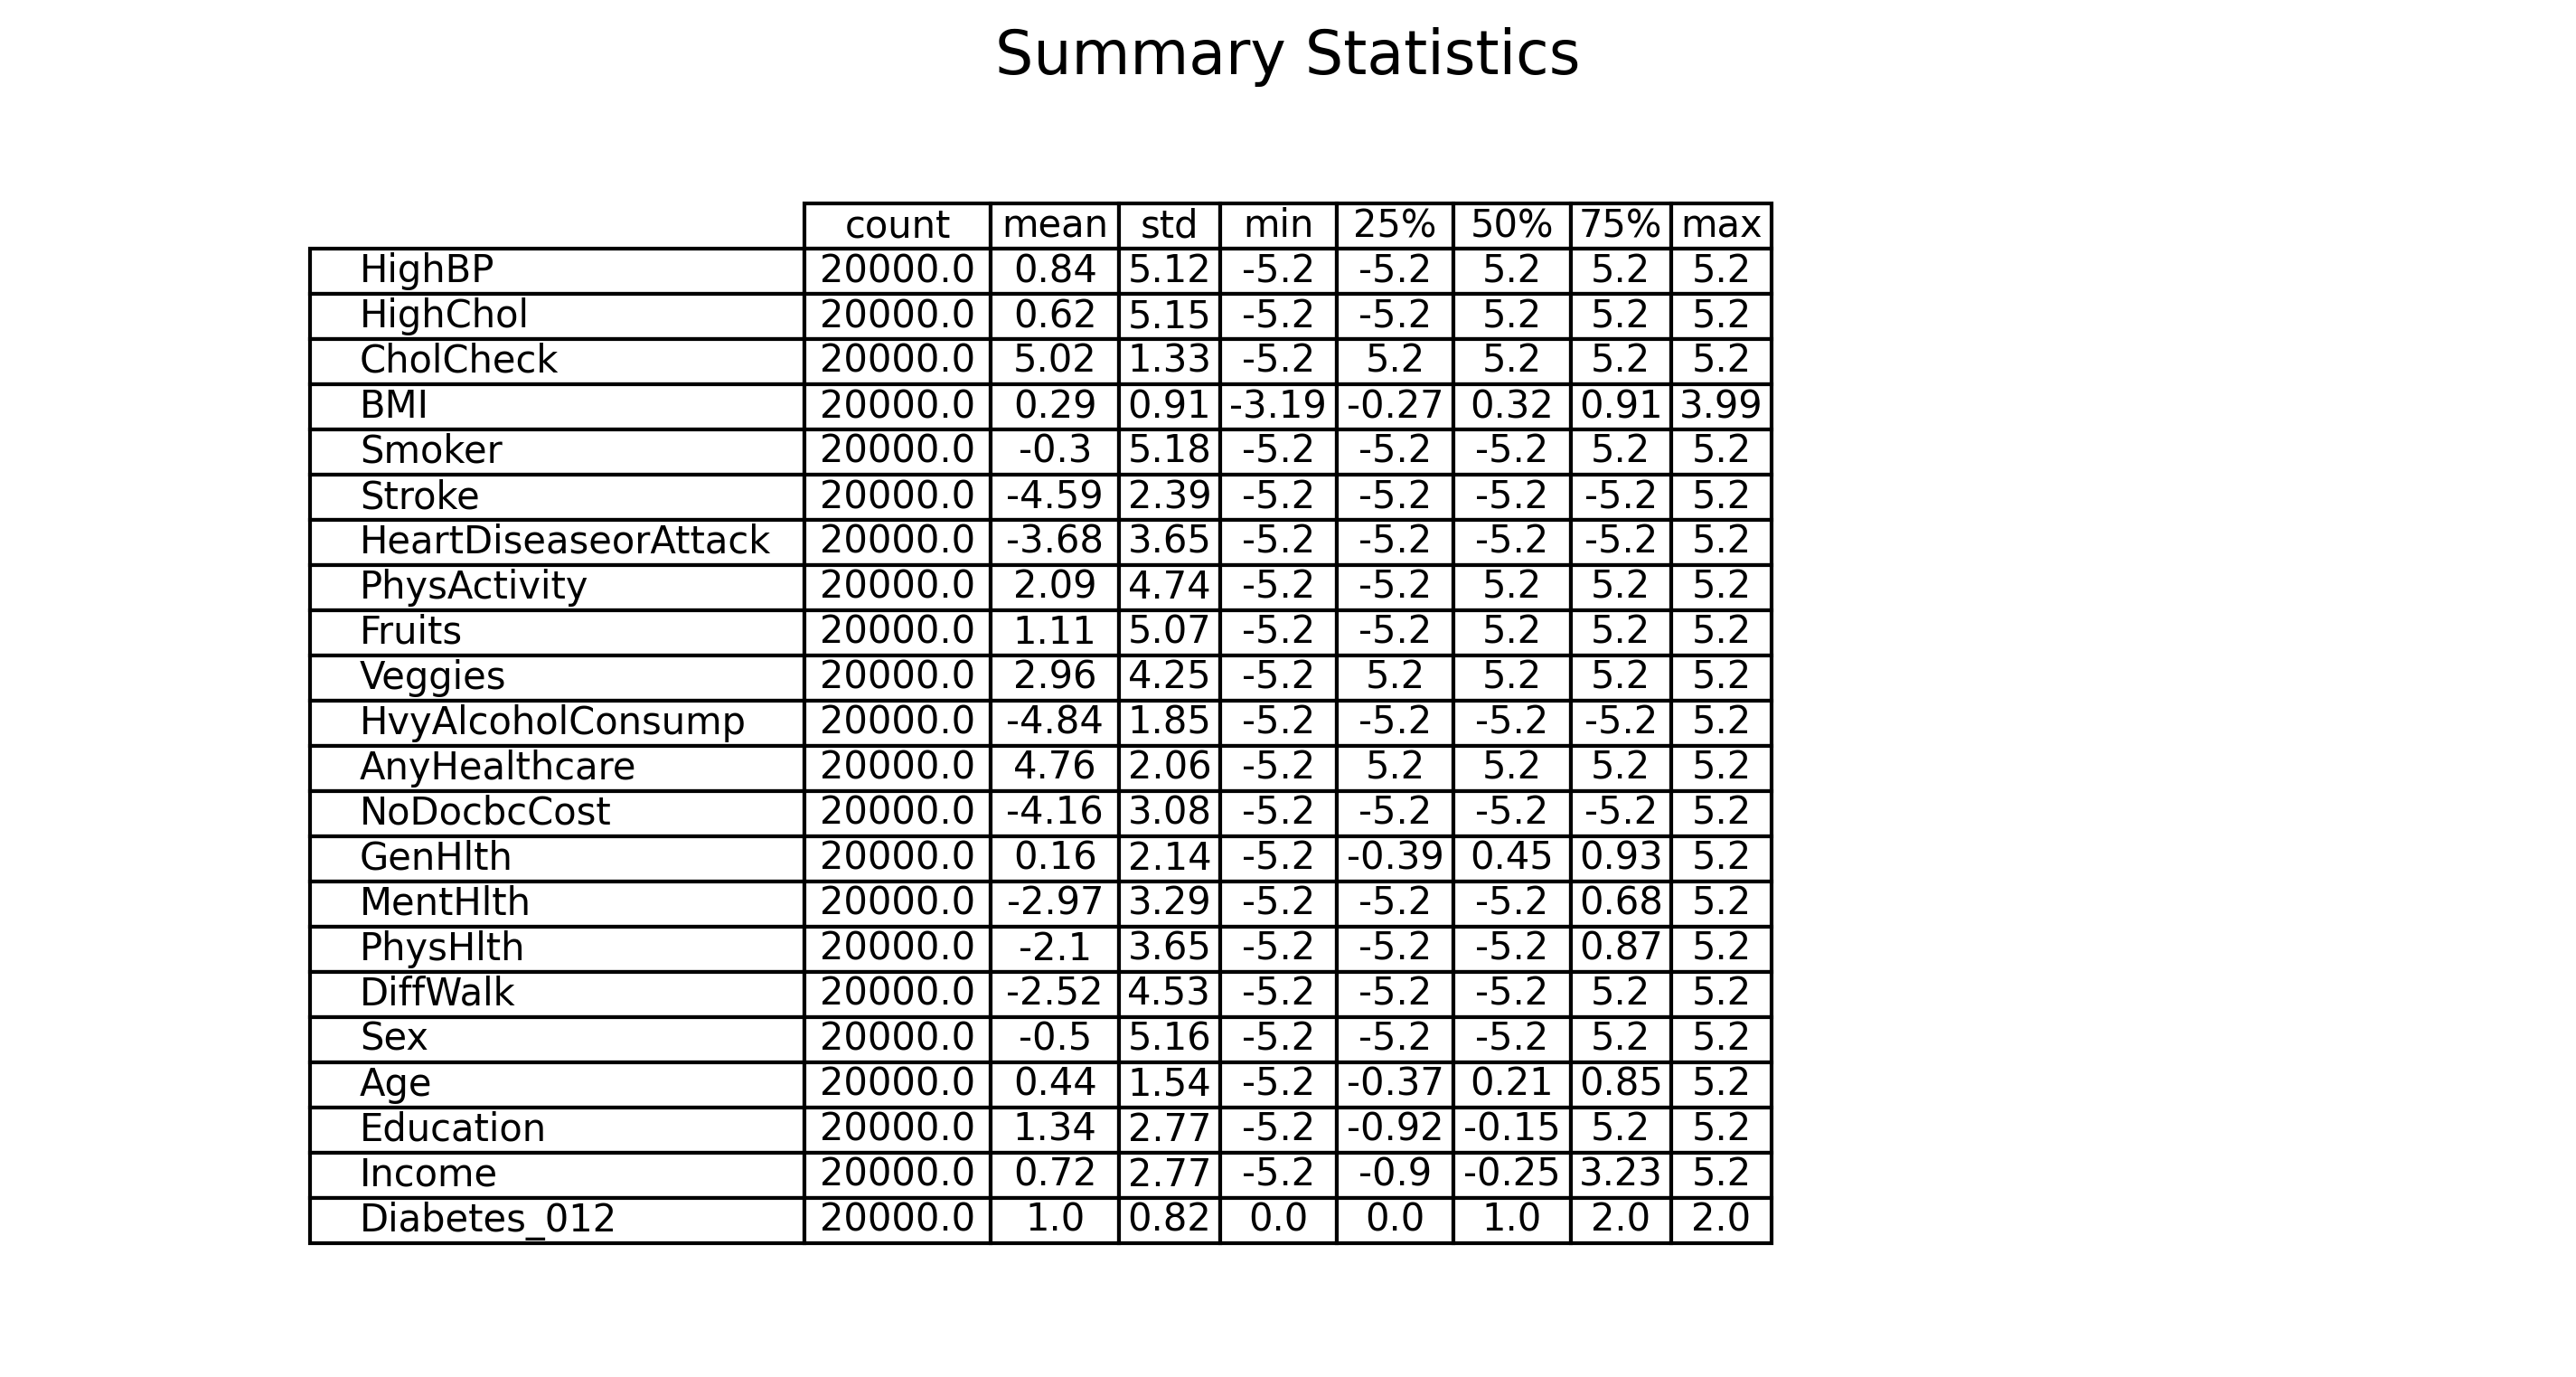 Summary Statistics
count mean std min 25% 50% 75% max
HighBP 20000.0 0.84 5.12 -5.2 -5.2 5.2 5.2 5.2
HighChol 20000.0 0.62 5.15 -5.2 -5.2 5.2 5.2 5.2
CholCheck 20000.0 5.02 1.33 -5.2 5.2 5.2 5.2 5.2
BMI 20000.0 0.29 0.91 -3.19 -0.27 0.32 0.91 3.99
Smoker 20000.0 -0.3 5.18 -5.2 -5.2 -5.2 5.2 5.2
Stroke 20000.0 -4.59 2.39 -5.2 -5.2 -5.2 -5.2 5.2
HeartDiseaseorAttack 20000.0 -3.68 3.65 -5.2 -5.2 -5.2 -5.2 5.2
PhysActivity 20000.0 2.09 4.74 -5.2 -5.2 5.2 5.2 5.2
Fruits 20000.0 1.11 5.07 -5.2 -5.2 5.2 5.2 5.2
Veggies 20000.0 2.96 4.25 -5.2 5.2 5.2 5.2 5.2
HvyAlcoholConsump 20000.0 -4.84 1.85 -5.2 -5.2 -5.2 -5.2 5.2
AnyHealthcare 20000.0 4.76 2.06 -5.2 5.2 5.2 5.2 5.2
NoDocbcCost 20000.0 -4.16 3.08 -5.2 -5.2 -5.2 -5.2 5.2
GenHlth 20000.0 0.16 2.14 -5.2 -0.39 0.45 0.93 5.2
MentHlth 20000.0 -2.97 3.29 -5.2 -5.2 -5.2 0.68 5.2
PhysHlth 20000.0 -2.1 3.65 -5.2 -5.2 -5.2 0.87 5.2
DiffWalk 20000.0 -2.52 4.53 -5.2 -5.2 -5.2 5.2 5.2
Sex 20000.0 -0.5 5.16 -5.2 -5.2 -5.2 5.2 5.2
Age 20000.0 0.44 1.54 -5.2 -0.37 0.21 0.85 5.2
Education 20000.0 1.34 2.77 -5.2 -0.92 -0.15 5.2 5.2
Income 20000.0 0.72 2.77 -5.2 -0.9 -0.25 3.23 5.2
Diabetes_012 20000.0 1.0 0.82 0.0 0.0 1.0 2.0 2.0